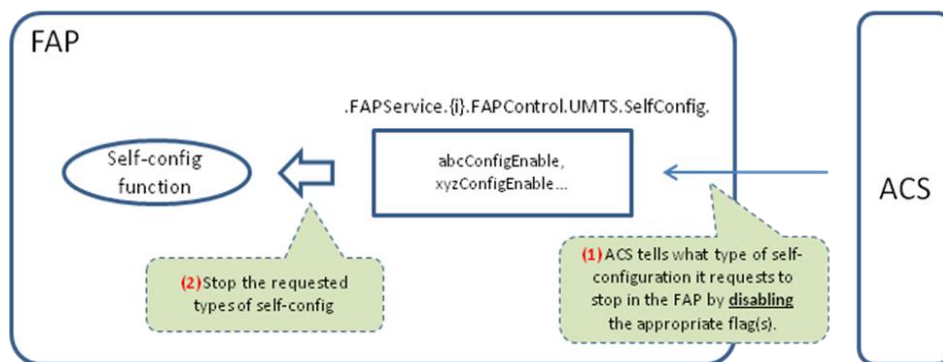 FAP
.FAPService.{i}.FAPControl.UMTS.SelfConfig.
Self-config
function
abcConfigEnable,
xyzConfigEnable...
ACS
(1) ACS tells what type of self-
configuration it requests to
stop in the FAP by disabling
the appropriate flag(s).
(2) Stop the requested
types of self-config